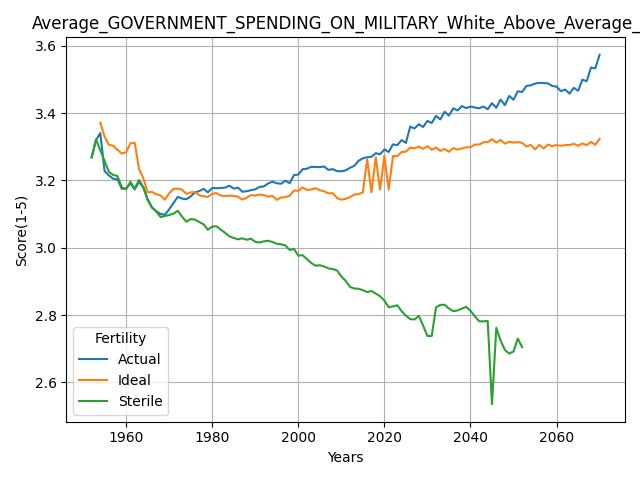 Average_GOVERNMENT_SPENDING_ON_MILITARY_White_Above_Average_
3.6
3.4
3.2
3.0
2.8
2.6
Score(1-5)
Fertility
Actual
Ideal
Sterile
1960
1980
2000
2020
2040
2060
Years